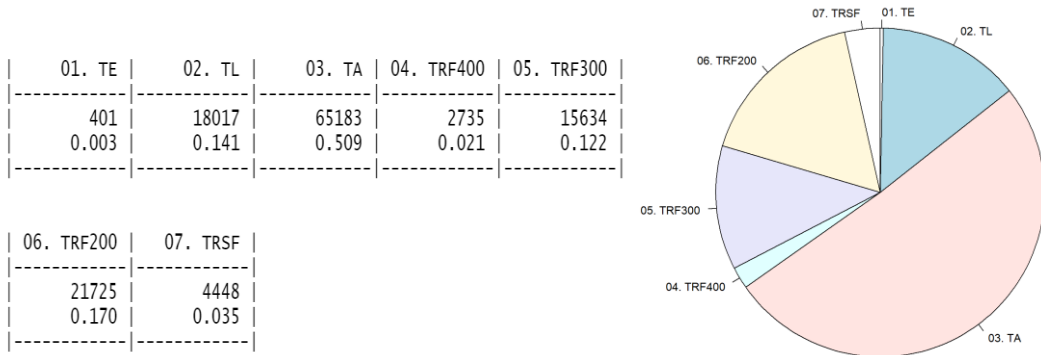 | 01. TE | 02. TL | 03. TA | 04. TRF400 | 05. TRF300 |
|------------|------------|------------|------------|------------|
| 401 | 18017 | 65183 | 2735 | 15634 |
| 0.003 | 0.141 | 0.509 | 0.021 | 0.122 |
|------------|------------|------------|------------|------------|
| 06. TRF200 | 07. TRSF |
|------------|------------|
| 21725 | 4448 |
| 0.170 | 0.035 |
|------------|------------|
07. TRSF
01. TE
02. TL
06. TRF200
05. TRF300
04. TRF400
03. TA